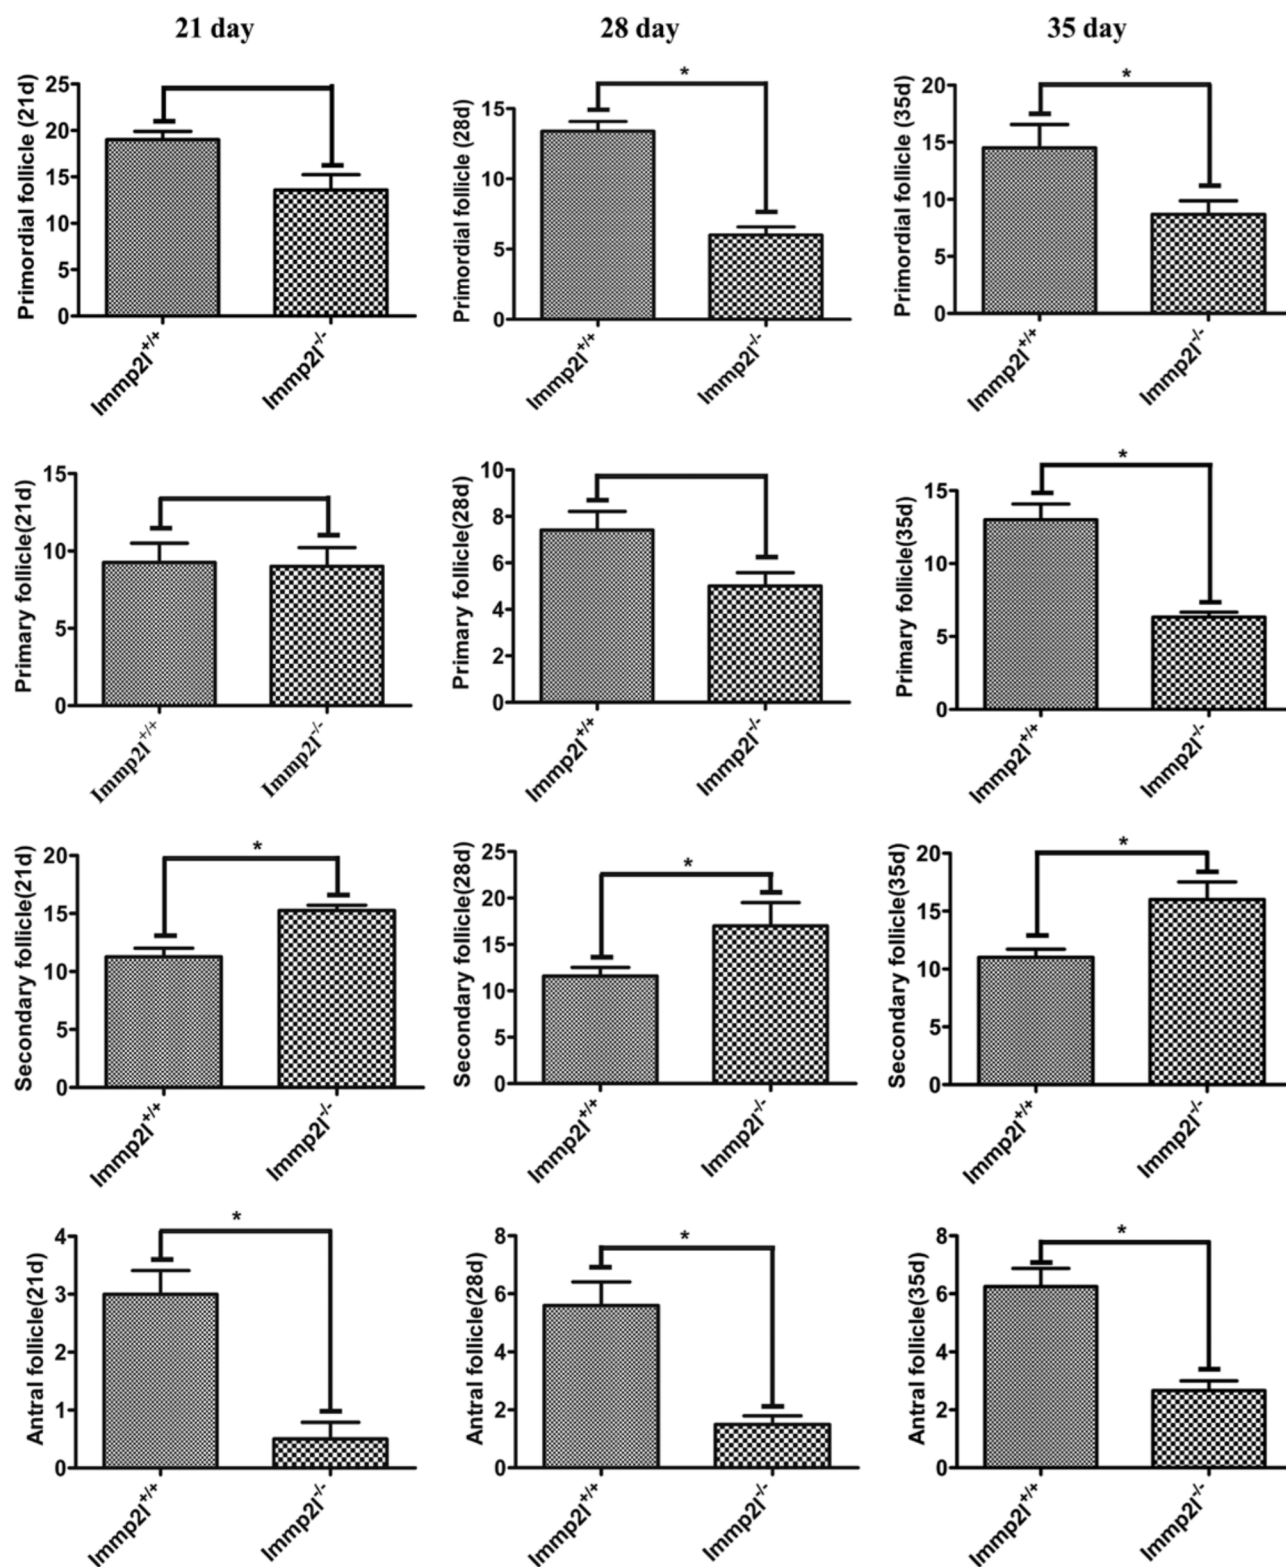 21 day 28 day 35 day
Primordial follicle (21d)
25
20
15
10
5
0
Immp2l+/+ Immp2l-/-
*
Primordial follicle (28d)
15
10
5
0
Immp2l+/+ Immp2l-/-
*
Primordial follicle (35d)
20
15
10
5
0
Immp2l+/+ Immp2l-/-
Primary follicle(21d)
15
10
5
0
Immp2l+/+ Immp2l-/-
Primary follicle(28d)
10
8
6
4
2
0
Immp2l+/+ Immp2l-/-
*
Primary follicle(35d)
15
10
5
0
Immp2l+/+ Immp2l-/-
*
Secondary follicle(21d)
20
15
10
5
0
Immp2l+/+ Immp2l-/-
*
Secondary follicle(28d)
25
20
15
10
5
0
Immp2l+/+ Immp2l-/-
*
Secondary follicle(35d)
20
15
10
5
0
Immp2l+/+ Immp2l-/-
*
Antral follicle(21d)
4
3
2
1
0
Immp2l+/+ Immp2l-/-
*
Antral follicle(28d)
8
6
4
2
0
Immp2l+/+ Immp2l-/-
*
Antral follicle(35d)
8
6
4
2
0
Immp2l+/+ Immp2l-/-